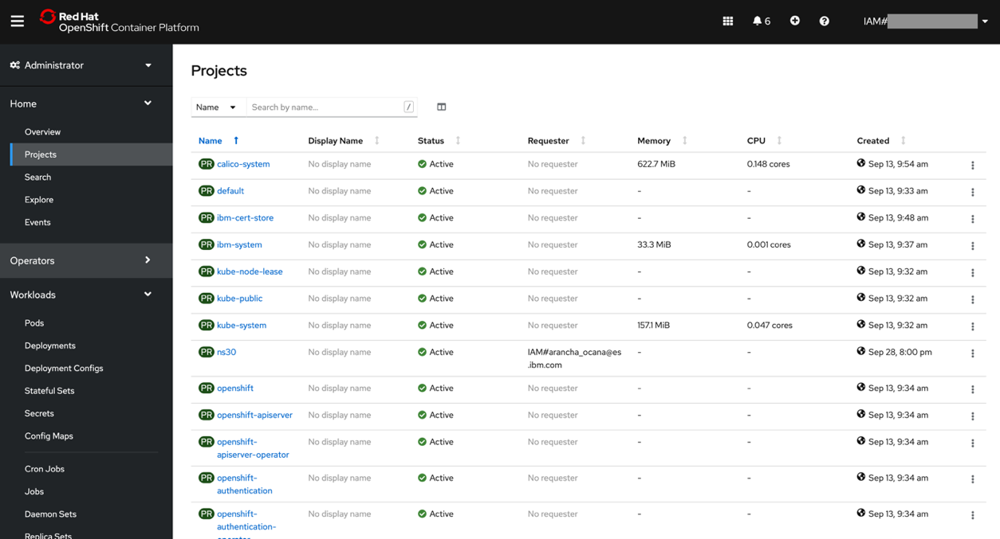 Red Hat
OpenShift Container Platform
6
IAM#
Administrator
Home
Overview
Projects
Search
Explore
Events
Operators
Workloads
Pods
Deployments
Deployment Configs
Stateful Sets
Secrets
Config Maps
Cron Jobs
Jobs
Daemon Sets
Replica Sets
Projects
Name Search by name... /
Name Display Name Status Requester Memory CPU Created
PR calico-system No display name Active No requester 622.7 MiB 0.148 cores Sep 13, 9:54 am
PR default No display name Active No requester - - Sep 13, 9:33 am
PR ibm-cert-store No display name Active No requester - - Sep 13, 9:48 am
PR ibm-system No display name Active No requester 33.3 MiB 0.001 cores Sep 13, 9:37 am
PR kube-node-lease No display name Active No requester - - Sep 13, 9:32 am
PR kube-public No display name Active No requester - - Sep 13, 9:32 am
PR kube-system No display name Active No requester 157.1 MiB 0.047 cores Sep 13, 9:32 am
PR ns30 No display name Active IAM#arancha_ocana@es - - Sep 28, 8:00 pm
.ibm.com
PR openshift No display name Active No requester - - Sep 13, 9:34 am
PR openshift-apiserver No display name Active No requester - - Sep 13, 9:34 am
PR openshift- No display name Active No requester - - Sep 13, 9:34 am
apiserver-operator
PR openshift- No display name Active No requester - - Sep 13, 9:34 am
authentication
PR openshift- No display name Active No requester - - Sep 13, 9:34 am
authentication-
operator